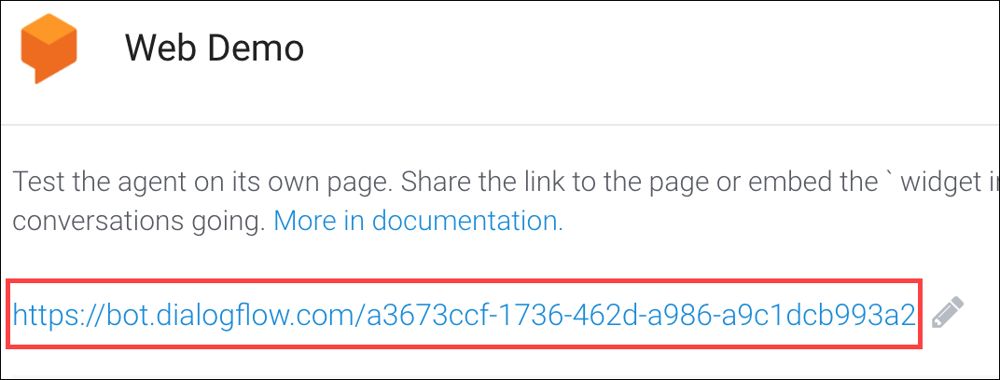 Web Demo
Test the agent on its own page. Share the link to the page or embed the ` widget in
conversations going. More in documentation.
https://bot.dialogflow.com/a3673ccf-1736-462d-a986-a9c1dcb993a2